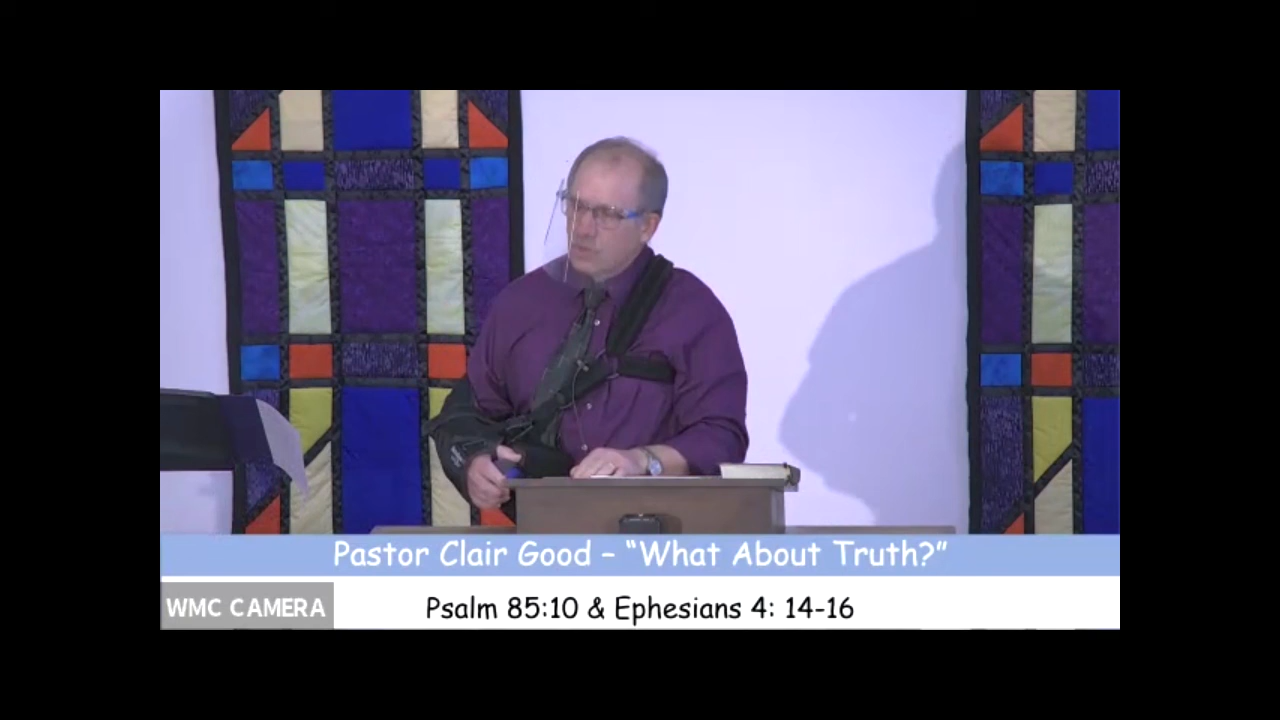 Pastor Clair Good – “What About Truth?”
WMC CAMERA
Psalm 85:10 & Ephesians 4: 14-16